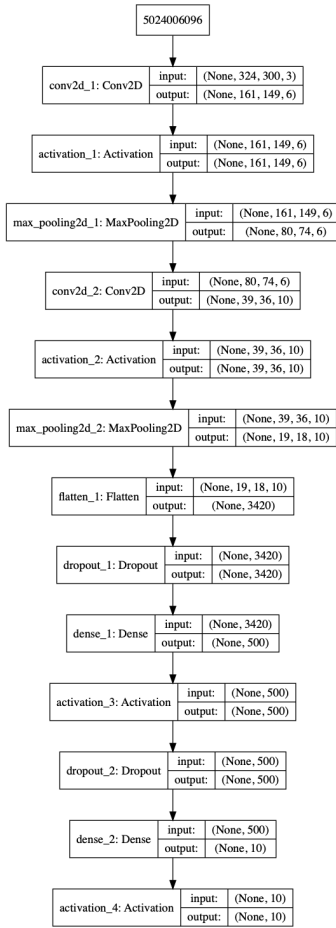 5024006096
conv2d_1: Conv2D input: (None, 324, 300, 3)
output: (None, 161, 149, 6)
activation_1: Activation input: (None, 161, 149, 6)
output: (None, 161, 149, 6)
max_pooling2d_1: MaxPooling2D input: (None, 161, 149, 6)
output: (None, 80, 74, 6)
conv2d_2: Conv2D input: (None, 80, 74, 6)
output: (None, 39, 36, 10)
activation_2: Activation input: (None, 39, 36, 10)
output: (None, 39, 36, 10)
max_pooling2d_2: MaxPooling2D input: (None, 39, 36, 10)
output: (None, 19, 18, 10)
flatten_1: Flatten input: (None, 19, 18, 10)
output: (None, 3420)
dropout_1: Dropout input: (None, 3420)
output: (None, 3420)
dense_1: Dense input: (None, 3420)
output: (None, 500)
activation_3: Activation input: (None, 500)
output: (None, 500)
dropout_2: Dropout input: (None, 500)
output: (None, 500)
dense_2: Dense input: (None, 500)
output: (None, 10)
activation_4: Activation input: (None, 10)
output: (None, 10)